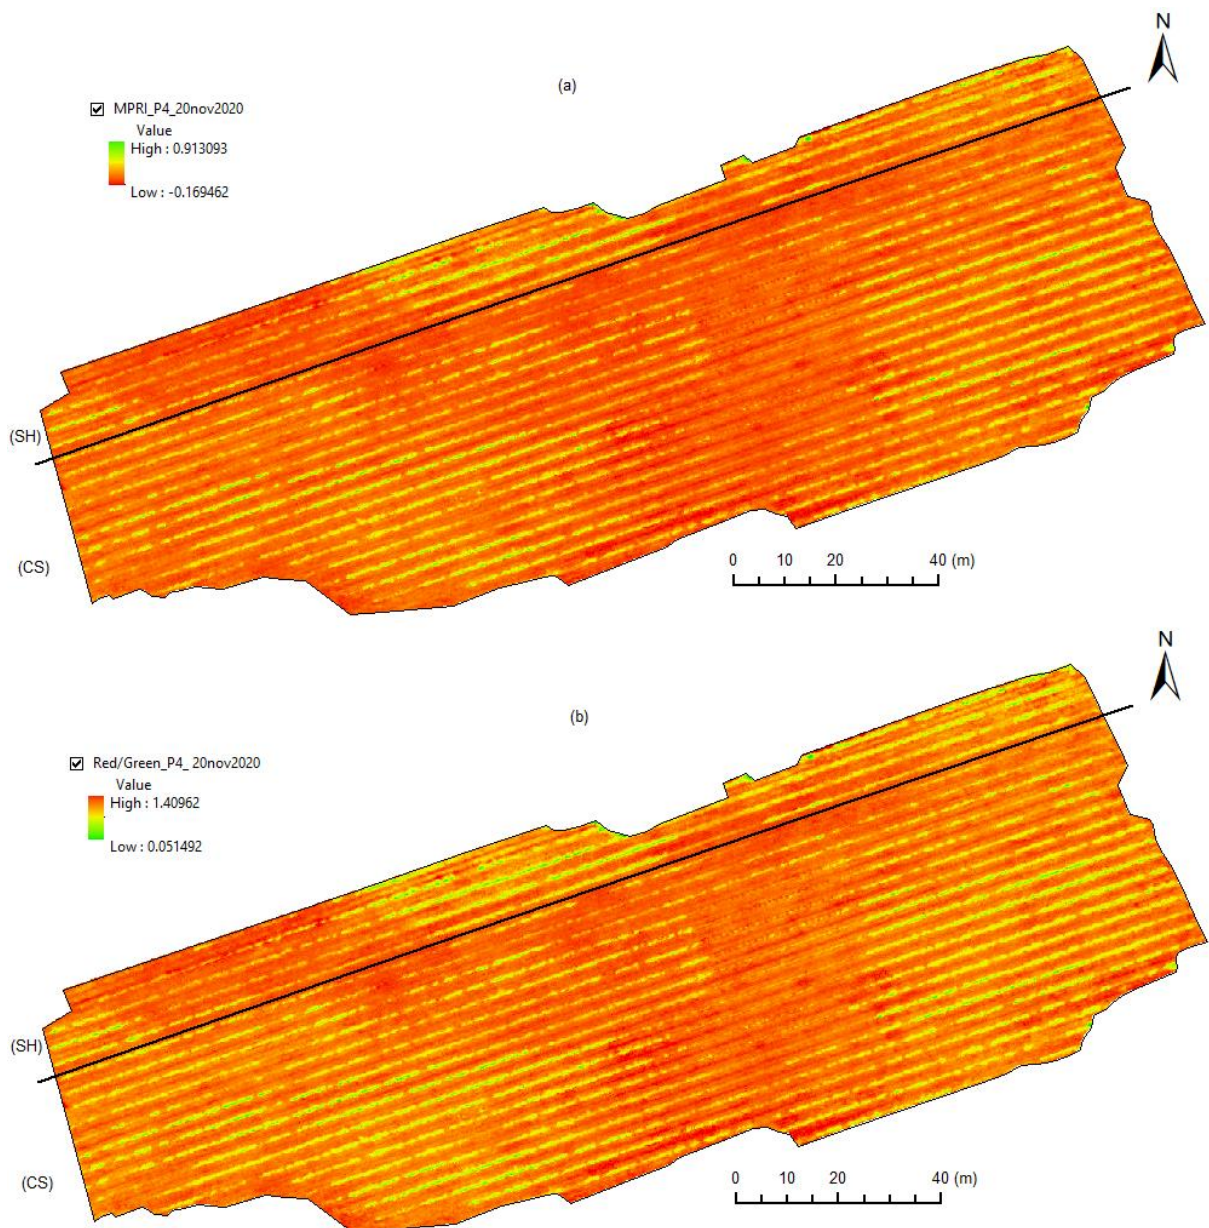 N
(a)
MPRI_P4_20nov2020
Value
High : 0.913093
Low : -0.169462
(SH)
(CS)
0 10 20 40 (m)
N
(b)
Red/Green_P4_ 20nov2020
Value
High : 1.40962
Low : 0.051492
(SH)
(CS)
0 10 20 40 (m)